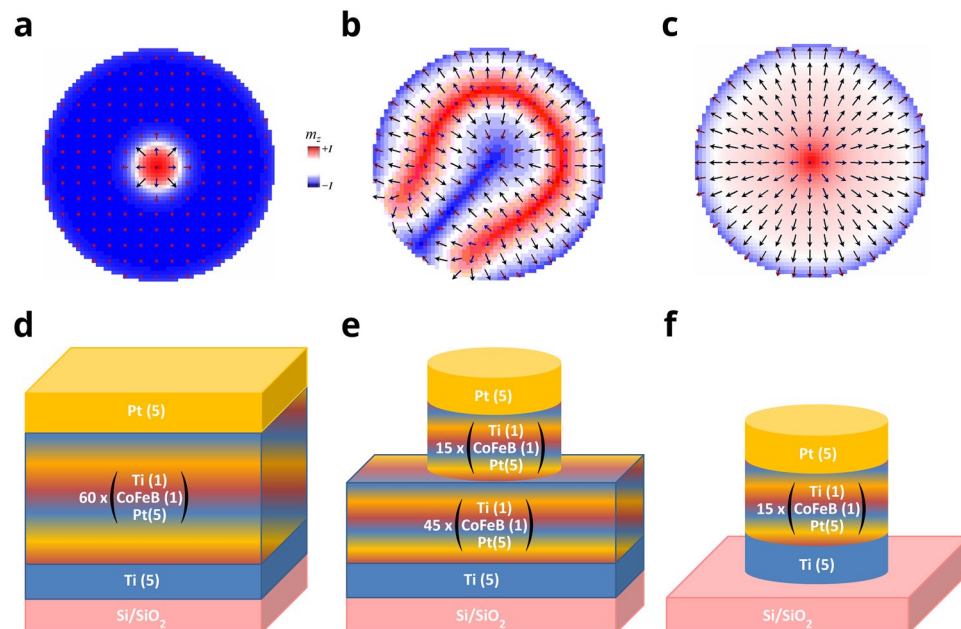 a
b
c
m_z
+1
−1
d
e
f
Pt (5)
60 x
Ti (1)
CoFeB (1)
Pt(5)
Ti (5)
Si/SiO₂
Pt (5)
15 x
Ti (1)
CoFeB (1)
Pt(5)
45 x
Ti (1)
CoFeB (1)
Pt(5)
Ti (5)
Si/SiO₂
Pt (5)
15 x
Ti (1)
CoFeB (1)
Pt(5)
Ti (5)
Si/SiO₂